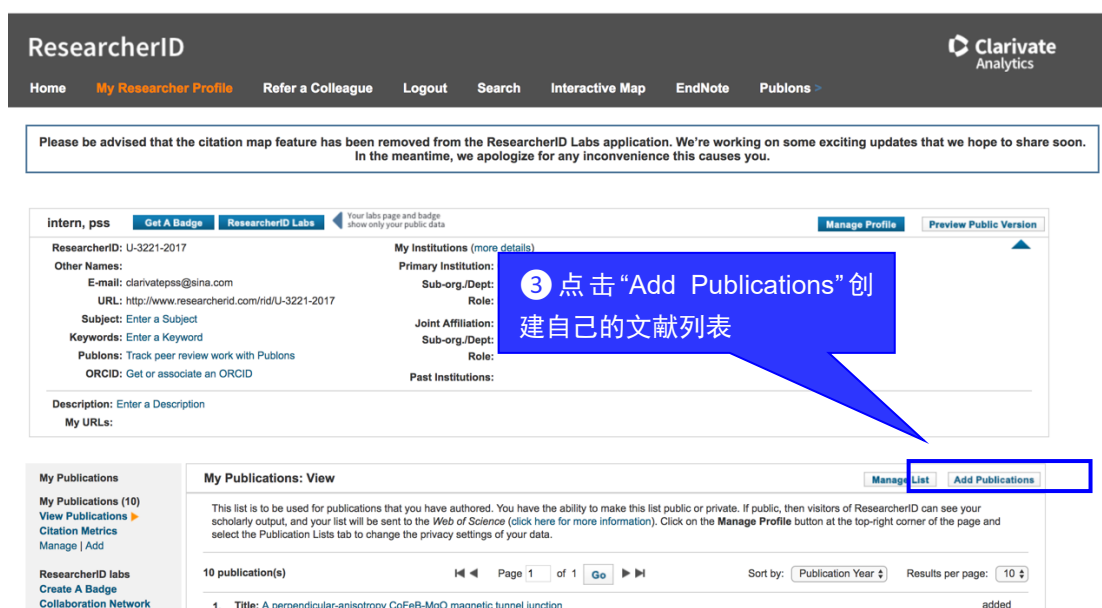 ResearcherID
Clarivate
Analytics
Home My Researcher Profile Refer a Colleague Logout Search Interactive Map EndNote Publons >
Please be advised that the citation map feature has been removed from the ResearcherID Labs application. We're working on some exciting updates that we hope to share soon.
In the meantime, we apologize for any inconvenience this causes you.
intern, pss Get A Badge ResearcherID Labs Your labs page and badge
show only your public data
Manage Profile Preview Public Version
ResearcherID: U-3221-2017
Other Names:
E-mail: clarivatepss@sina.com
URL: http://www.researcherid.com/rid/U-3221-2017
Subject: Enter a Subject
Keywords: Enter a Keyword
Publons: Track peer review work with Publons
ORCID: Get or associate an ORCID
My Institutions (more details)
Primary Institution:
Sub-org./Dept:
Role:
Joint Affiliation:
Sub-org./Dept:
Role:
Past Institutions:
③点击“Add Publications”创
建自己的文献列表
Description: Enter a Description
My URLs:
My Publications
My Publications (10)
View Publications
Citation Metrics
Manage | Add
ResearcherID labs
Create A Badge
Collaboration Network
My Publications: View
Manage List Add Publications
This list is to be used for publications that you have authored. You have the ability to make this list public or private. If public, then visitors of ResearcherID can see your
scholarly output, and your list will be sent to the Web of Science (click here for more information). Click on the Manage Profile button at the top-right corner of the page and
select the Publication Lists tab to change the privacy settings of your data.
10 publication(s) Page 1 of 1 Go Sort by: Publication Year Results per page: 10
1. Title: A perpendicular-anisotropy CoFeB-MgO magnetic tunnel junction added